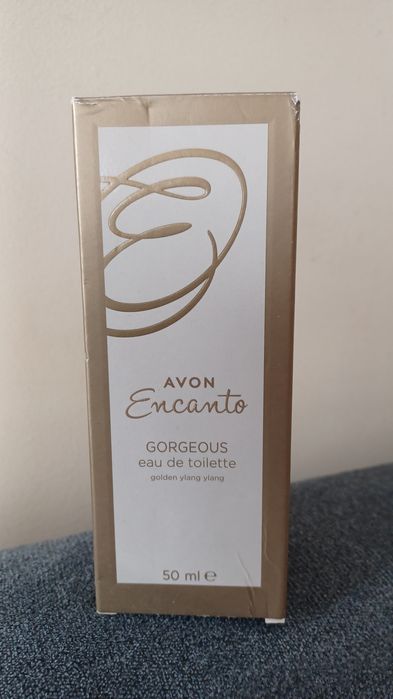 AVON
Encanto
GORGEOUS
eau de toilette
golden ylang ylang
50 ml ℮